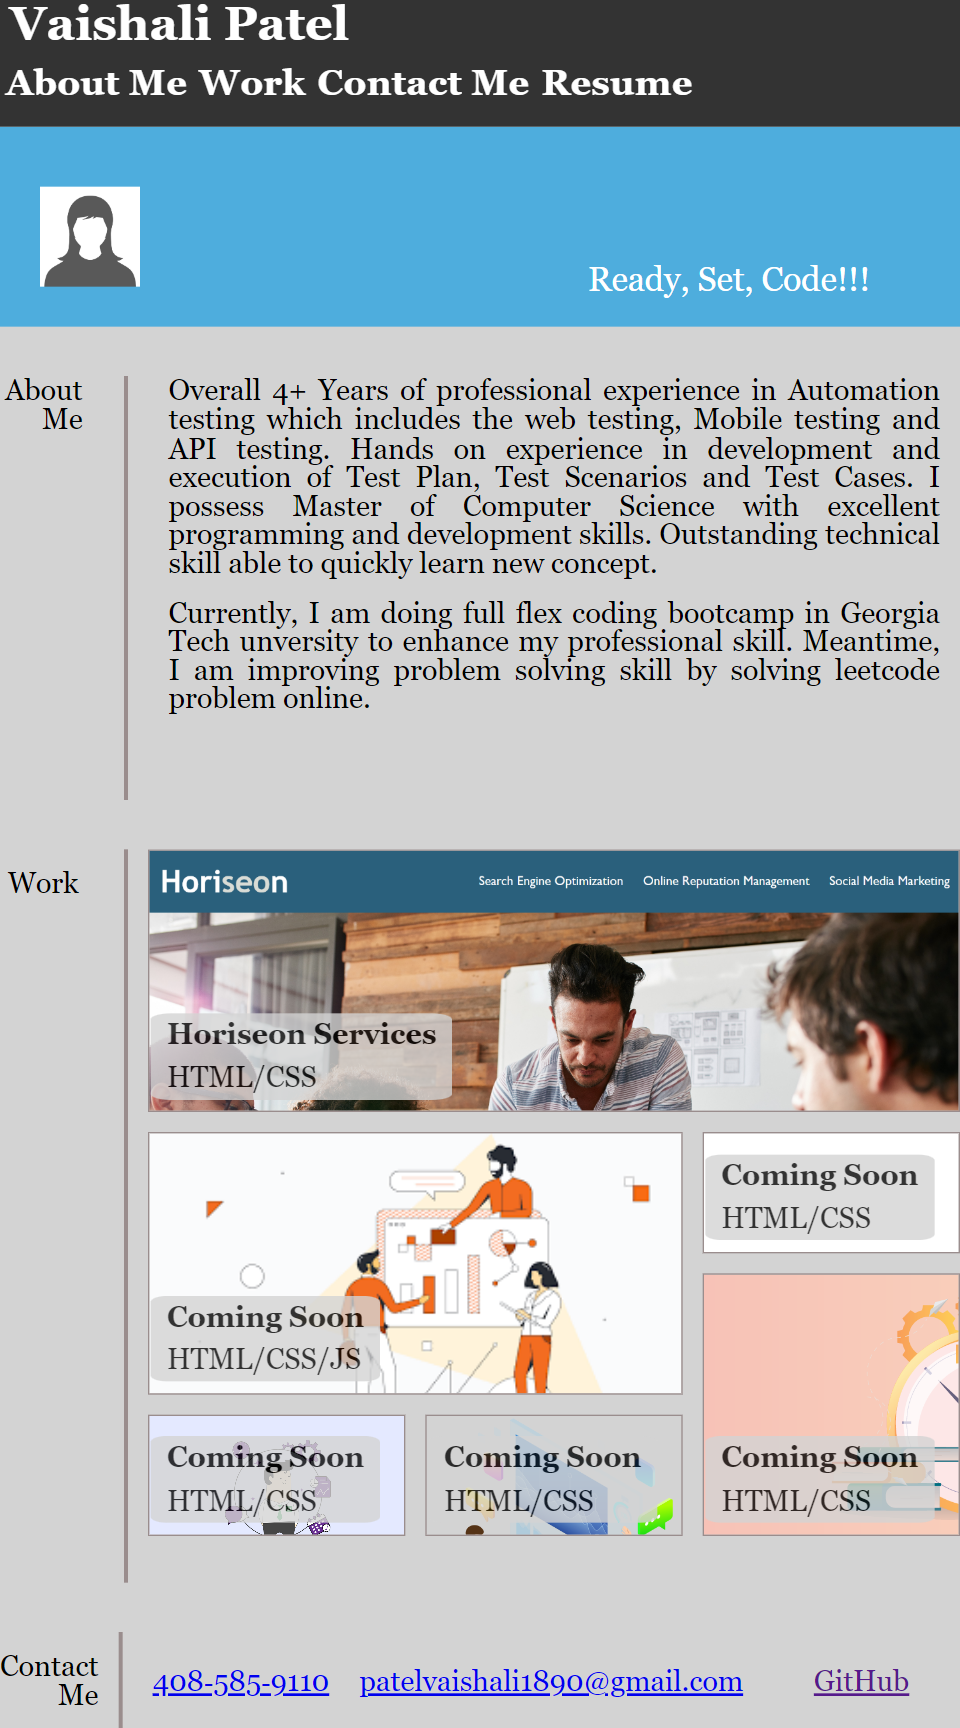 Vaishali Patel
About Me Work Contact Me Resume
Ready, Set, Code!!!
About
Me
Overall 4+ Years of professional experience in Automation
testing which includes the web testing, Mobile testing and
API testing. Hands on experience in development and
execution of Test Plan, Test Scenarios and Test Cases. I
possess Master of Computer Science with excellent
programming and development skills. Outstanding technical
skill able to quickly learn new concept.
Currently, I am doing full flex coding bootcamp in Georgia
Tech unversity to enhance my professional skill. Meantime,
I am improving problem solving skill by solving leetcode
problem online.
Work
Horiseon
Search Engine Optimization Online Reputation Management Social Media Marketing
Horiseon Services
HTML/CSS
Coming Soon
HTML/CSS/JS
Coming Soon
HTML/CSS
Coming Soon
HTML/CSS
Coming Soon
HTML/CSS
Coming Soon
HTML/CSS
Contact
Me
408-585-9110 patelvaishali1890@gmail.com GitHub